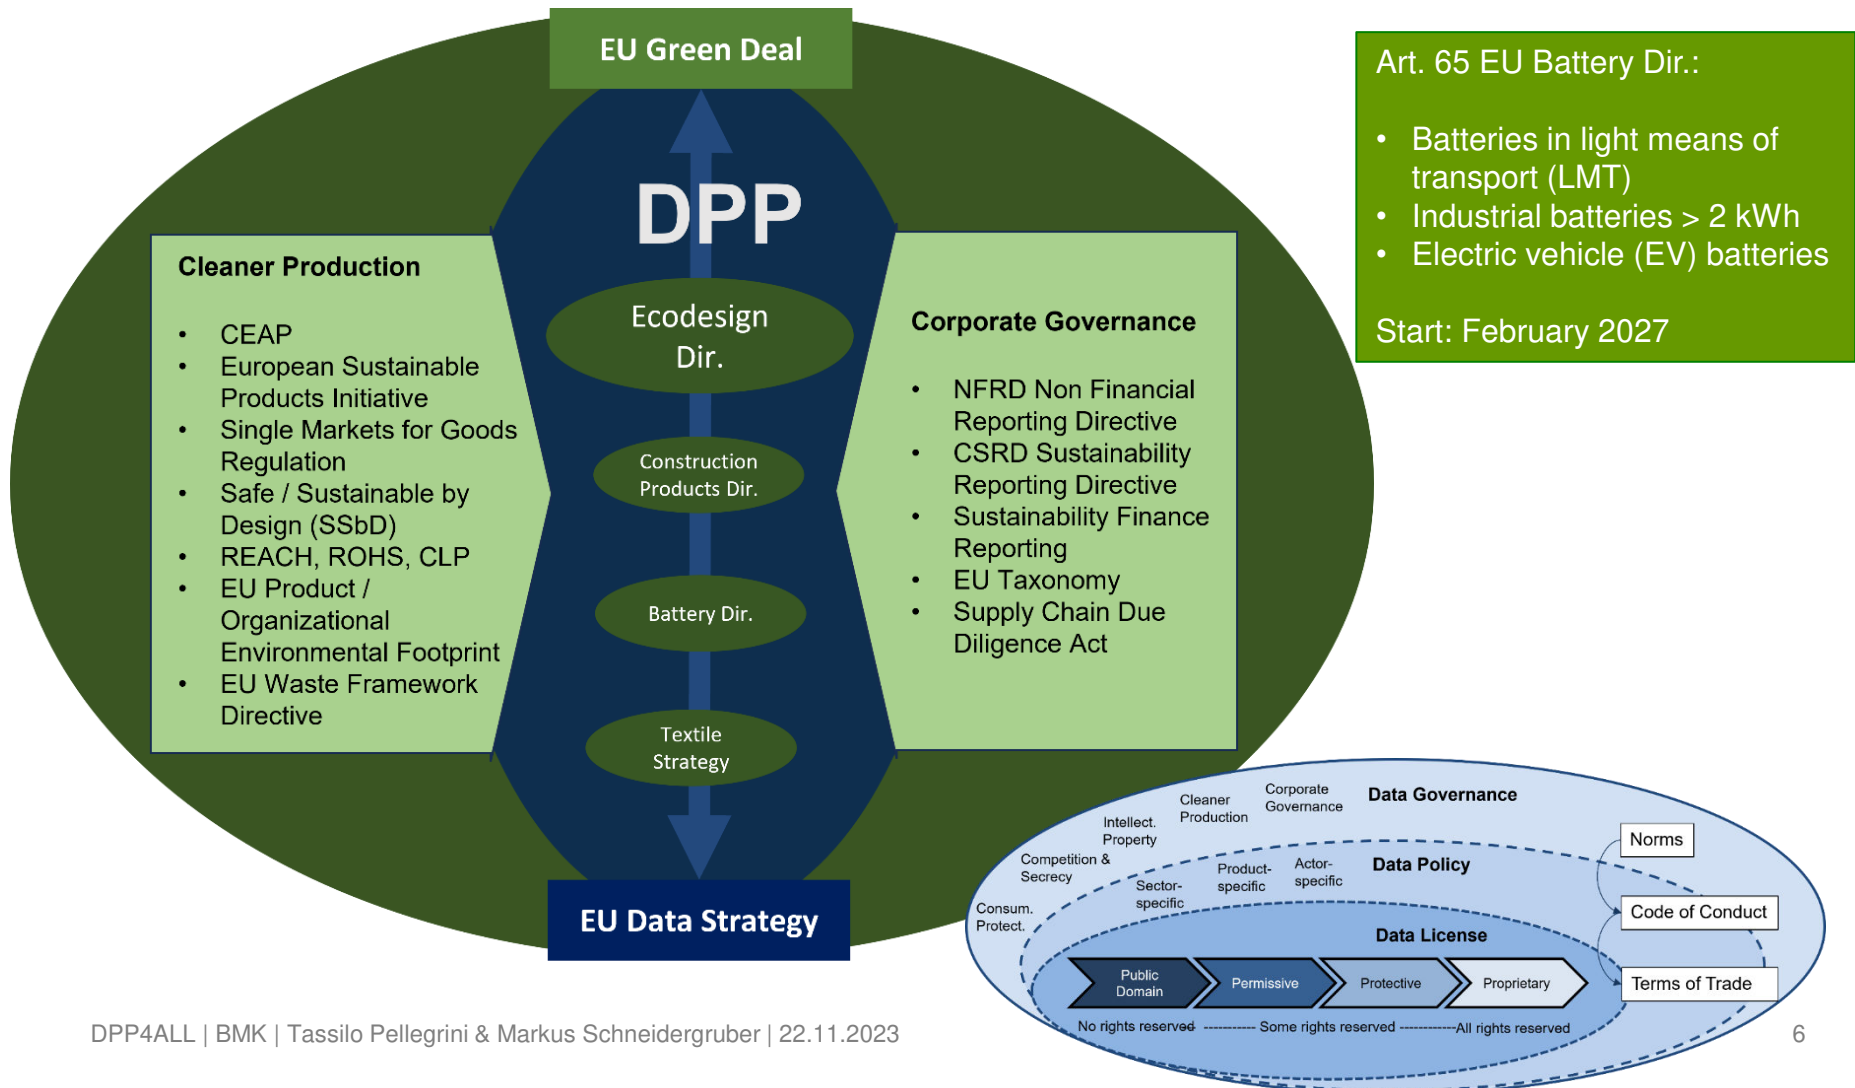 EU Green Deal
DPP
Ecodesign
Dir.
Construction
Products Dir.
Battery Dir.
Textile
Strategy
EU Data Strategy
Cleaner Production
• CEAP
• European Sustainable
Products Initiative
• Single Markets for Goods
Regulation
• Safe / Sustainable by
Design (SSbD)
• REACH, ROHS, CLP
• EU Product /
Organizational
Environmental Footprint
• EU Waste Framework
Directive
Corporate Governance
• NFRD Non Financial
Reporting Directive
• CSRD Sustainability
Reporting Directive
• Sustainability Finance
Reporting
• EU Taxonomy
• Supply Chain Due
Diligence Act
Art. 65 EU Battery Dir.:
• Batteries in light means of
transport (LMT)
• Industrial batteries > 2 kWh
• Electric vehicle (EV) batteries
Start: February 2027
Data Governance
Consum.
Protect.
Competition &
Secrecy
Intellect.
Property
Cleaner
Production
Corporate
Governance
Data Policy
Sector-
specific
Product-
specific
Actor-
specific
Data License
Public
Domain
Permissive
Protective
Proprietary
No rights reserved ----------- Some rights reserved ------------All rights reserved
Norms
Code of Conduct
Terms of Trade
DPP4ALL | BMK | Tassilo Pellegrini & Markus Schneidergruber | 22.11.2023
6